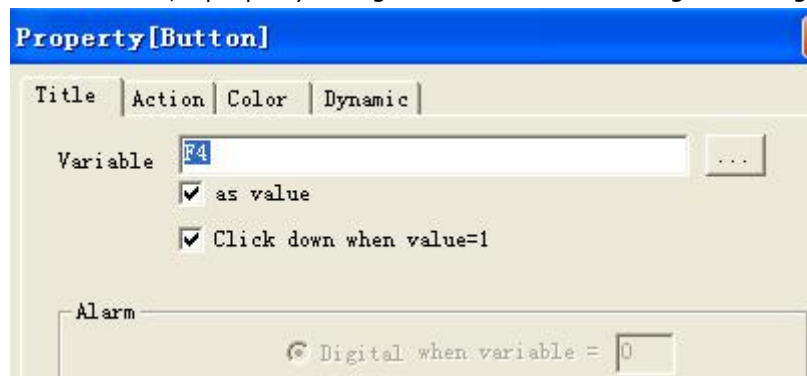 Property[Button]
Title Action Color Dynamic
Variable F4 ...
as value
Click down when value=1
Alarm
Digital when variable = 0